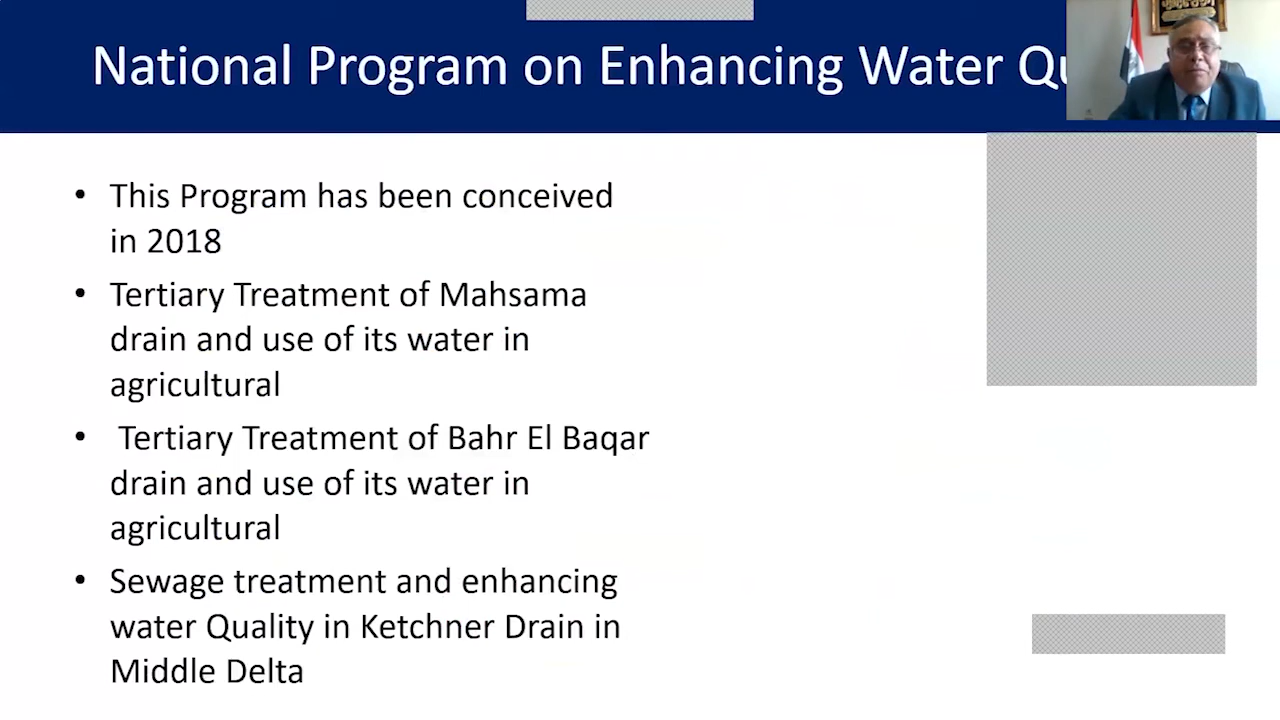 National Program on Enhancing Water Qu
• This Program has been conceived
in 2018
• Tertiary Treatment of Mahsama
drain and use of its water in
agricultural
• Tertiary Treatment of Bahr El Baqar
drain and use of its water in
agricultural
• Sewage treatment and enhancing
water Quality in Ketchner Drain in
Middle Delta